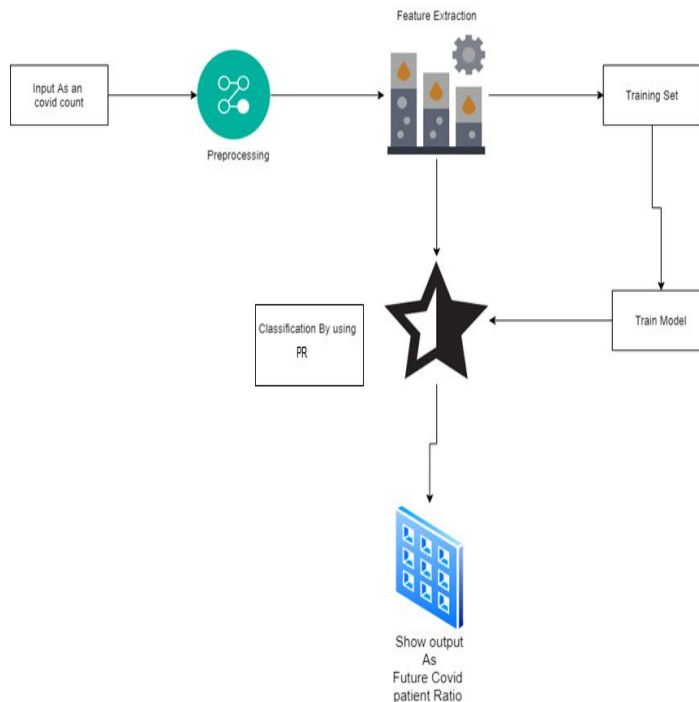 Feature Extraction
Input As an
covid count
Preprocessing
Training Set
Classification By using
PR
Train Model
Show output
As
Future Covid
patient Ratio